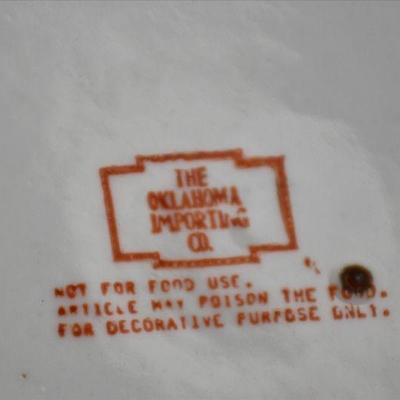 THE
OKLAHOMA
IMPORTING
CO.
NOT FOR FOOD USE.
ARTICLE MAY POISON THE FOOD.
FOR DECORATIVE PURPOSE ONLY.